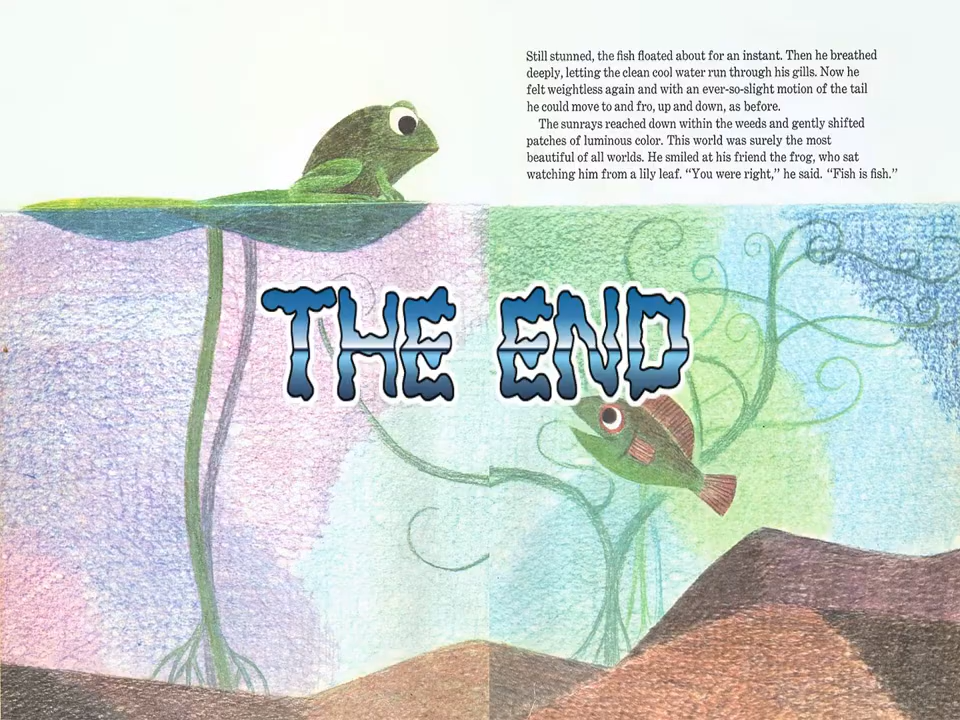 Still stunned, the fish floated about for an instant. Then he breathed
deeply, letting the clean cool water run through his gills. Now he
felt weightless again and with an ever-so-slight motion of the tail
he could move to and fro, up and down, as before.
The sunrays reached down within the weeds and gently shifted
patches of luminous color. This world was surely the most
beautiful of all worlds. He smiled at his friend the frog, who sat
watching him from a lily leaf. “You were right,” he said. “Fish is fish.”
THE END